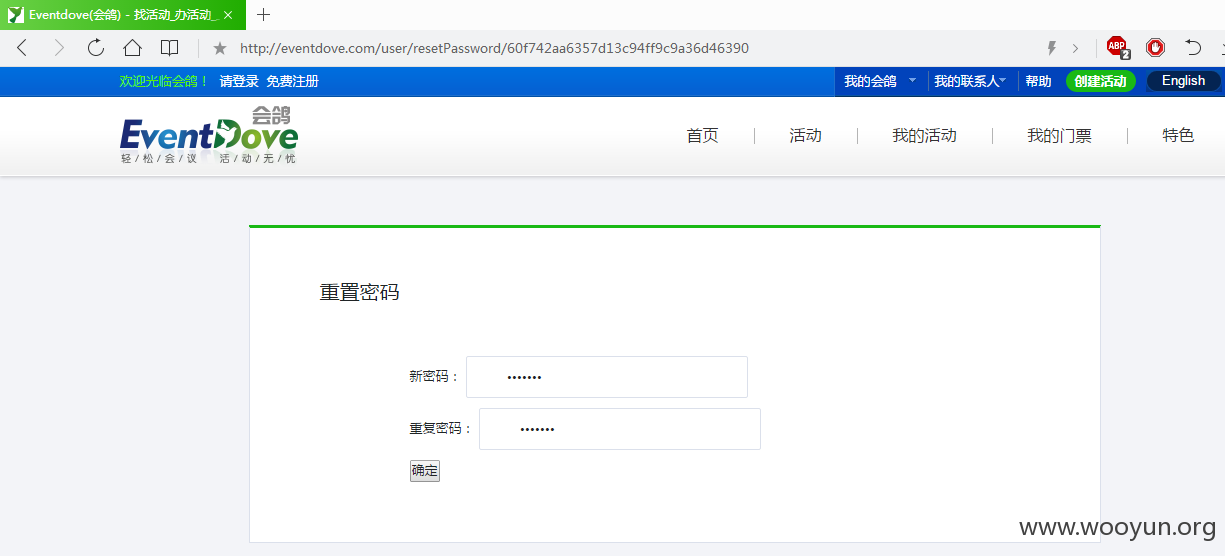 Eventdove(会鸽) - 找活动_办活动_
http://eventdove.com/user/resetPassword/60f742aa6357d13c94ff9c9a36d46390
ABP 2
欢迎光临会鸽！ 请登录 免费注册 我的会鸽 我的联系人 帮助 创建活动 English
会鸽
EventDove
轻/松/会/议 活/动/无/忧
首页 活动 我的活动 我的门票 特色
重置密码
新密码：
重复密码：
确定
www.wooyun.org